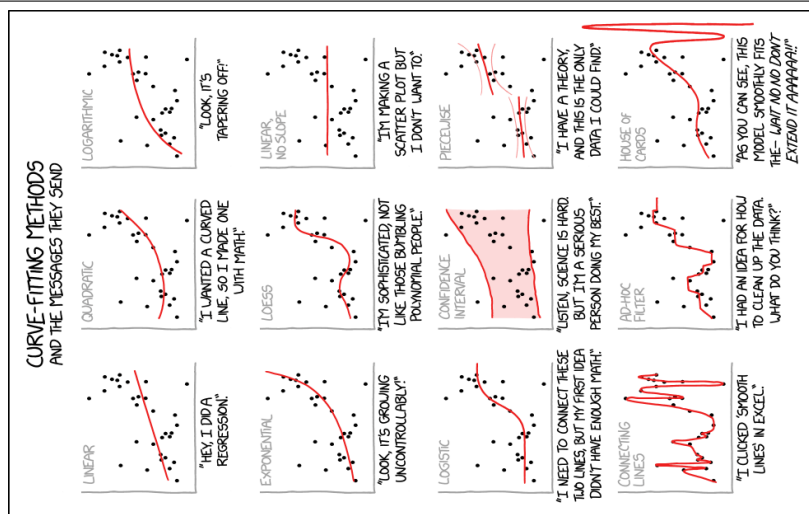 CURVE-FITTING METHODS
AND THE MESSAGES THEY SEND
LINEAR
"HEY, I DID A
REGRESSION."
QUADRATIC
"I WANTED A CURVED
LINE, SO I MADE ONE
WITH MATH."
LOGARITHMIC
"LOOK, IT'S
TAPERING OFF!"
EXPONENTIAL
"LOOK, IT'S GROWING
UNCONTROLLABLY!"
LOESS
"I'M SOPHISTICATED, NOT
LIKE THOSE BUMBLING
POLYNOMIAL PEOPLE."
LINEAR,
NO SLOPE
"I'M MAKING A
SCATTER PLOT BUT
I DON'T WANT TO."
LOGISTIC
"I NEED TO CONNECT THESE
TWO LINES, BUT MY FIRST IDEA
DIDN'T HAVE ENOUGH MATH."
CONFIDENCE
INTERVAL
"LISTEN, SCIENCE IS HARD.
BUT I'M A SERIOUS
PERSON DOING MY BEST."
PIECEWISE
"I HAVE A THEORY,
AND THIS IS THE ONLY
DATA I COULD FIND."
CONNECTING
LINES
"I CLICKED 'SMOOTH
LINES' IN EXCEL."
AD-HOC
FILTER
"I HAD AN IDEA FOR HOW
TO CLEAN UP THE DATA.
WHAT DO YOU THINK?"
HOUSE OF
CARDS
"AS YOU CAN SEE, THIS
MODEL SMOOTHLY FITS
THE- WAIT NO NO DON'T
EXTEND IT AAAAAA!!"